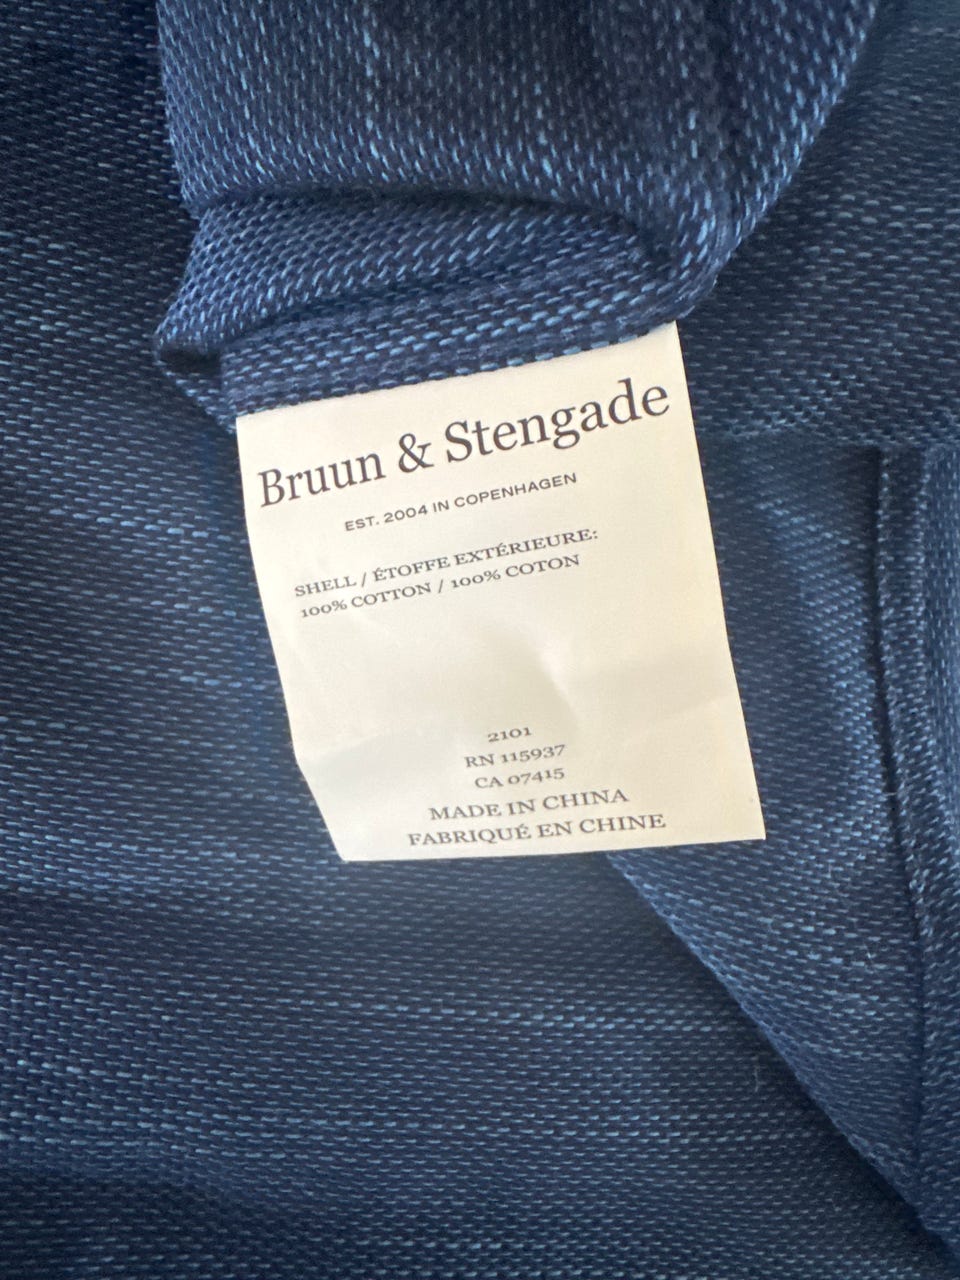 Bruun & Stengade
EST. 2004 IN COPENHAGEN
SHELL / ÉTOFFE EXTÉRIEURE:
100% COTTON / 100% COTON
2101
RN 115937
CA 07415
MADE IN CHINA
FABRIQUÉ EN CHINE